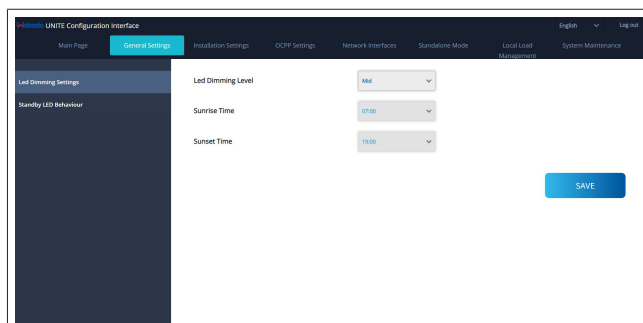 Webasto UNITE Configuration Interface
English
Log out
Main Page
General Settings
Installation Settings
OCPP Settings
Network Interfaces
Standalone Mode
Local Load
Management
System Maintenance
Led Dimming Settings
Standby LED Behaviour
Led Dimming Level
Mid
Sunrise Time
07:00
Sunset Time
19:00
SAVE